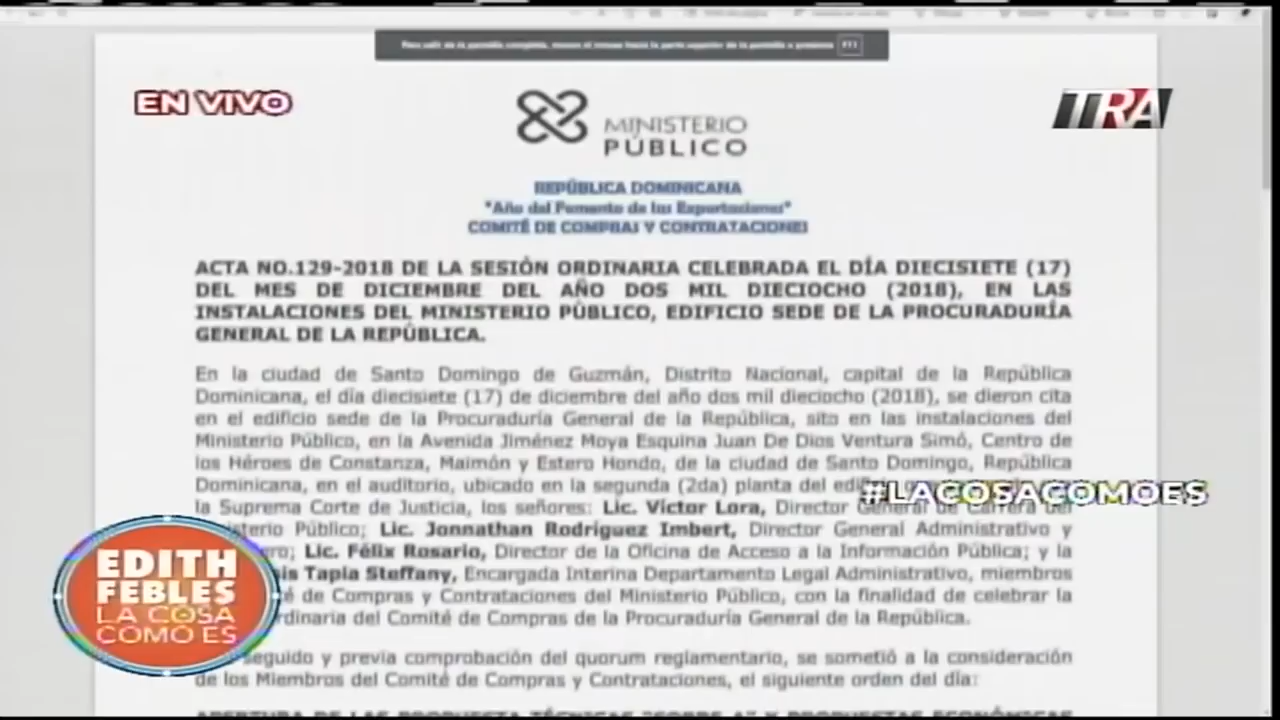 EN VIVO
TRA
MINISTERIO
PÚBLICO
REPÚBLICA DOMINICANA
"Año del Fomento de las Exportaciones"
COMITÉ DE COMPRAS Y CONTRATACIONES
ACTA NO.129-2018 DE LA SESIÓN ORDINARIA CELEBRADA EL DÍA DIECISIETE (17)
DEL MES DE DICIEMBRE DEL AÑO DOS MIL DIECIOCHO (2018), EN LAS
INSTALACIONES DEL MINISTERIO PÚBLICO, EDIFICIO SEDE DE LA PROCURADURÍA
GENERAL DE LA REPÚBLICA.
En la ciudad de Santo Domingo de Guzmán, Distrito Nacional, capital de la República
Dominicana, el día diecisiete (17) de diciembre del año dos mil dieciocho (2018), se dieron cita
en el edificio sede de la Procuraduría General de la República, sito en las instalaciones del
Ministerio Público, en la Avenida Jiménez Moya Esquina Juan De Dios Ventura Simó, Centro de
los Héroes de Constanza, Maimón y Estero Hondo, de la ciudad de Santo Domingo, República
Dominicana, en el auditorio, ubicado en la segunda (2da) planta del
#LACOSACOMOES
la Suprema Corte de Justicia, los señores: Lic. Víctor Lora, Director General de Carrera del
isterio Público; Lic. Jonnathan Rodríguez Imbert, Director General Administrativo y
ro; Lic. Félix Rosario, Director de la Oficina de Acceso a la Información Pública; y la
is Tapia Steffany, Encargada Interina Departamento Legal Administrativo, miembros
é de Compras y Contrataciones del Ministerio Público, con la finalidad de celebrar la
rdinaria del Comité de Compras de la Procuraduría General de la República.
seguido y previa comprobación del quorum reglamentario, se sometió a la consideración
de los Miembros del Comité de Compras y Contrataciones, el siguiente orden del día:
APERTURA DE LAS PROPUESTA TÉCNICAS "SOBRE A" Y PROPUESTAS ECONÓMICAS
EDITH
FEBLES
LA COSA
COMO ES